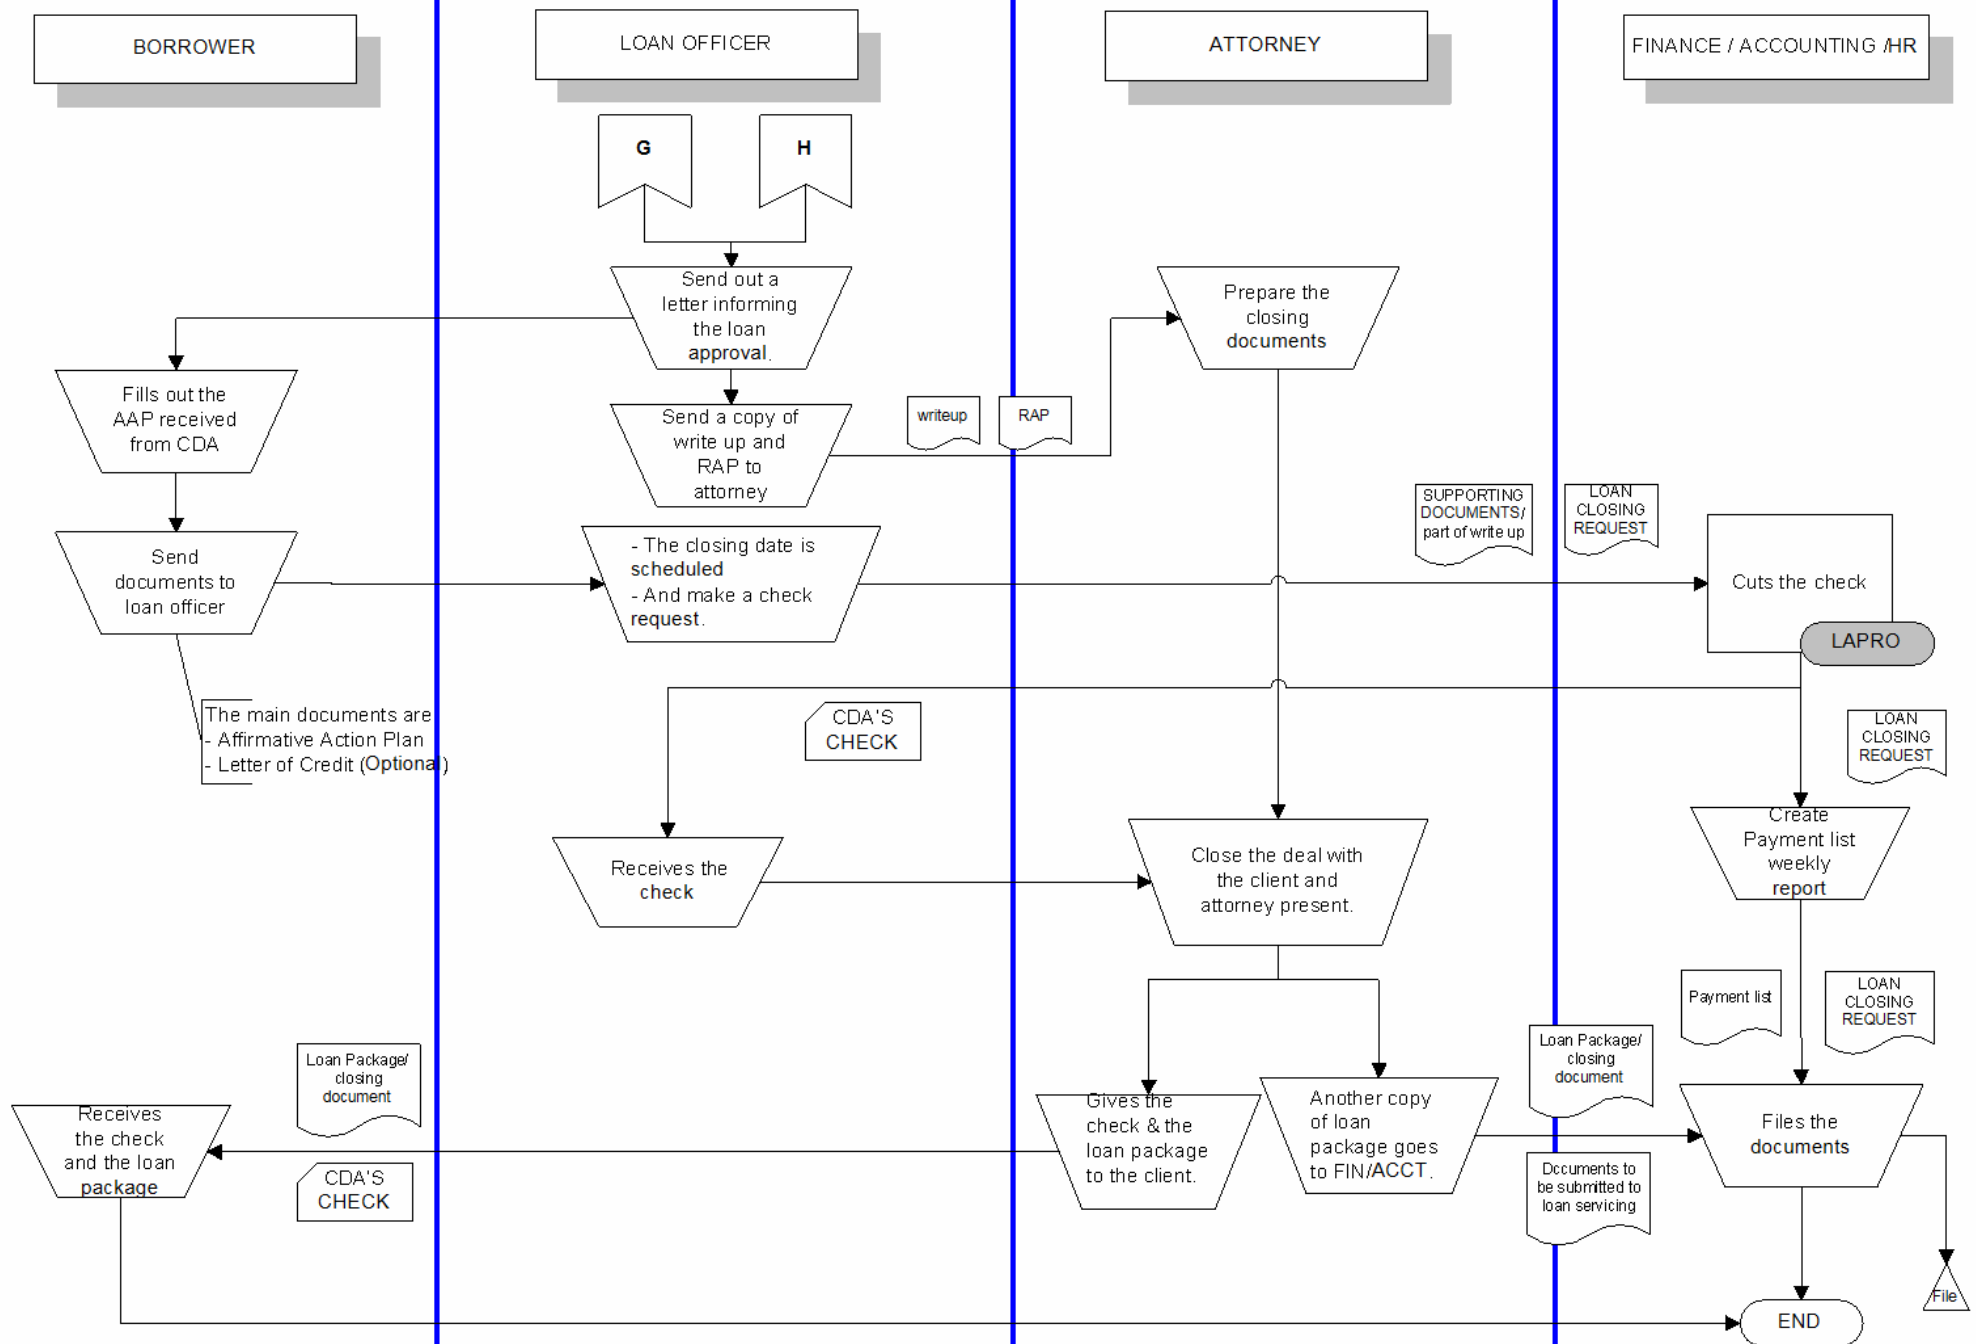 BORROWER
LOAN OFFICER
ATTORNEY
FINANCE / ACCOUNTING /HR
G
H
Send out a
letter informing
the loan
approval.
Prepare the
closing
documents
Fills out the
AAP received
from CDA
Send a copy of
write up and
RAP to
attorney
writeup
RAP
SUPPORTING
DOCUMENTS/
part of write up
LOAN
CLOSING
REQUEST
Send
documents to
loan officer
- The closing date is
scheduled
- And make a check
request.
Cuts the check
LAPRO
The main documents are
- Affirmative Action Plan
- Letter of Credit (Optional)
CDA'S
CHECK
LOAN
CLOSING
REQUEST
Receives the
check
Close the deal with
the client and
attorney present.
Create
Payment list
weekly
report
Payment list
LOAN
CLOSING
REQUEST
Loan Package/
closing
document
Loan Package/
closing
document
Receives
the check
and the loan
package
CDA'S
CHECK
Gives the
check & the
loan package
to the client.
Another copy
of loan
package goes
to FIN/ACCT.
Files the
documents
Documents to
be submitted to
loan servicing
File
END